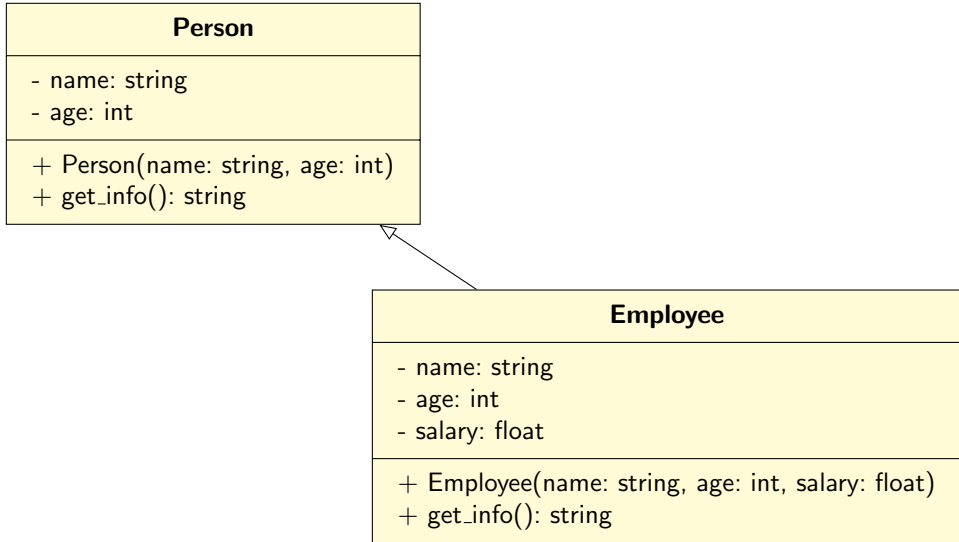 Person
- name: string
- age: int
+ Person(name: string, age: int)
+ get_info(): string
Employee
- name: string
- age: int
- salary: float
+ Employee(name: string, age: int, salary: float)
+ get_info(): string